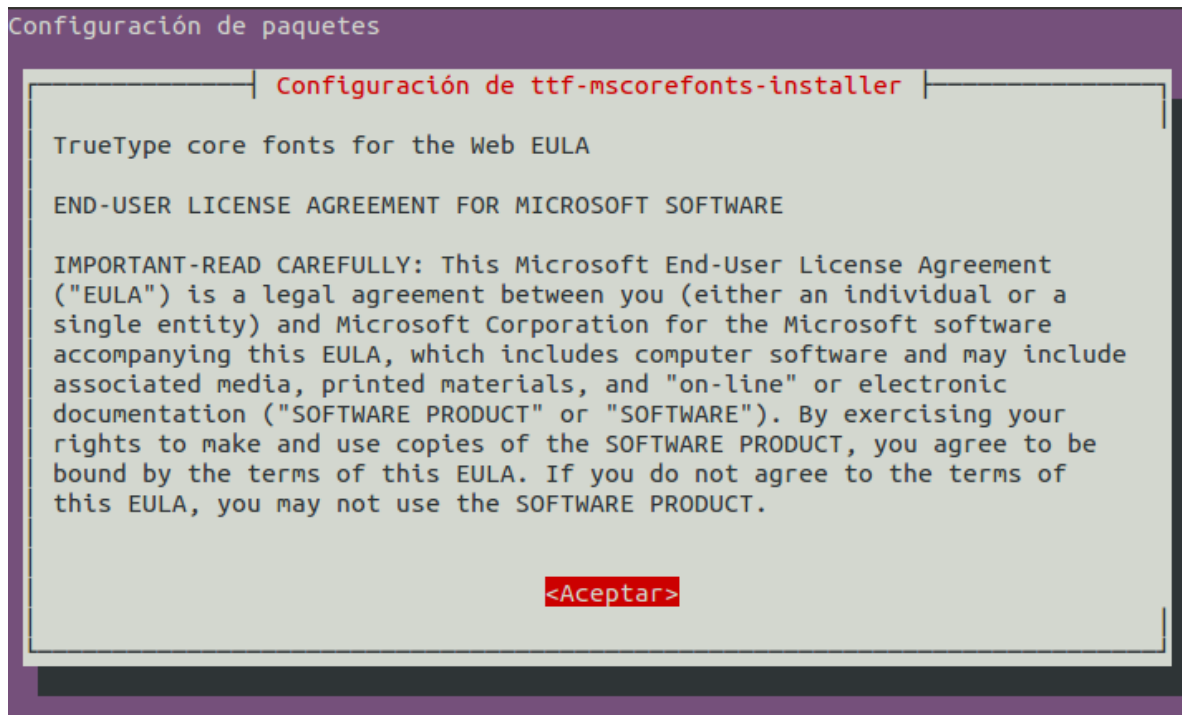 Configuración de paquetes
Configuración de ttf-mscorefonts-installer
TrueType core fonts for the Web EULA
END-USER LICENSE AGREEMENT FOR MICROSOFT SOFTWARE
IMPORTANT-READ CAREFULLY: This Microsoft End-User License Agreement
("EULA") is a legal agreement between you (either an individual or a
single entity) and Microsoft Corporation for the Microsoft software
accompanying this EULA, which includes computer software and may include
associated media, printed materials, and "on-line" or electronic
documentation ("SOFTWARE PRODUCT" or "SOFTWARE"). By exercising your
rights to make and use copies of the SOFTWARE PRODUCT, you agree to be
bound by the terms of this EULA. If you do not agree to the terms of
this EULA, you may not use the SOFTWARE PRODUCT.
<Aceptar>